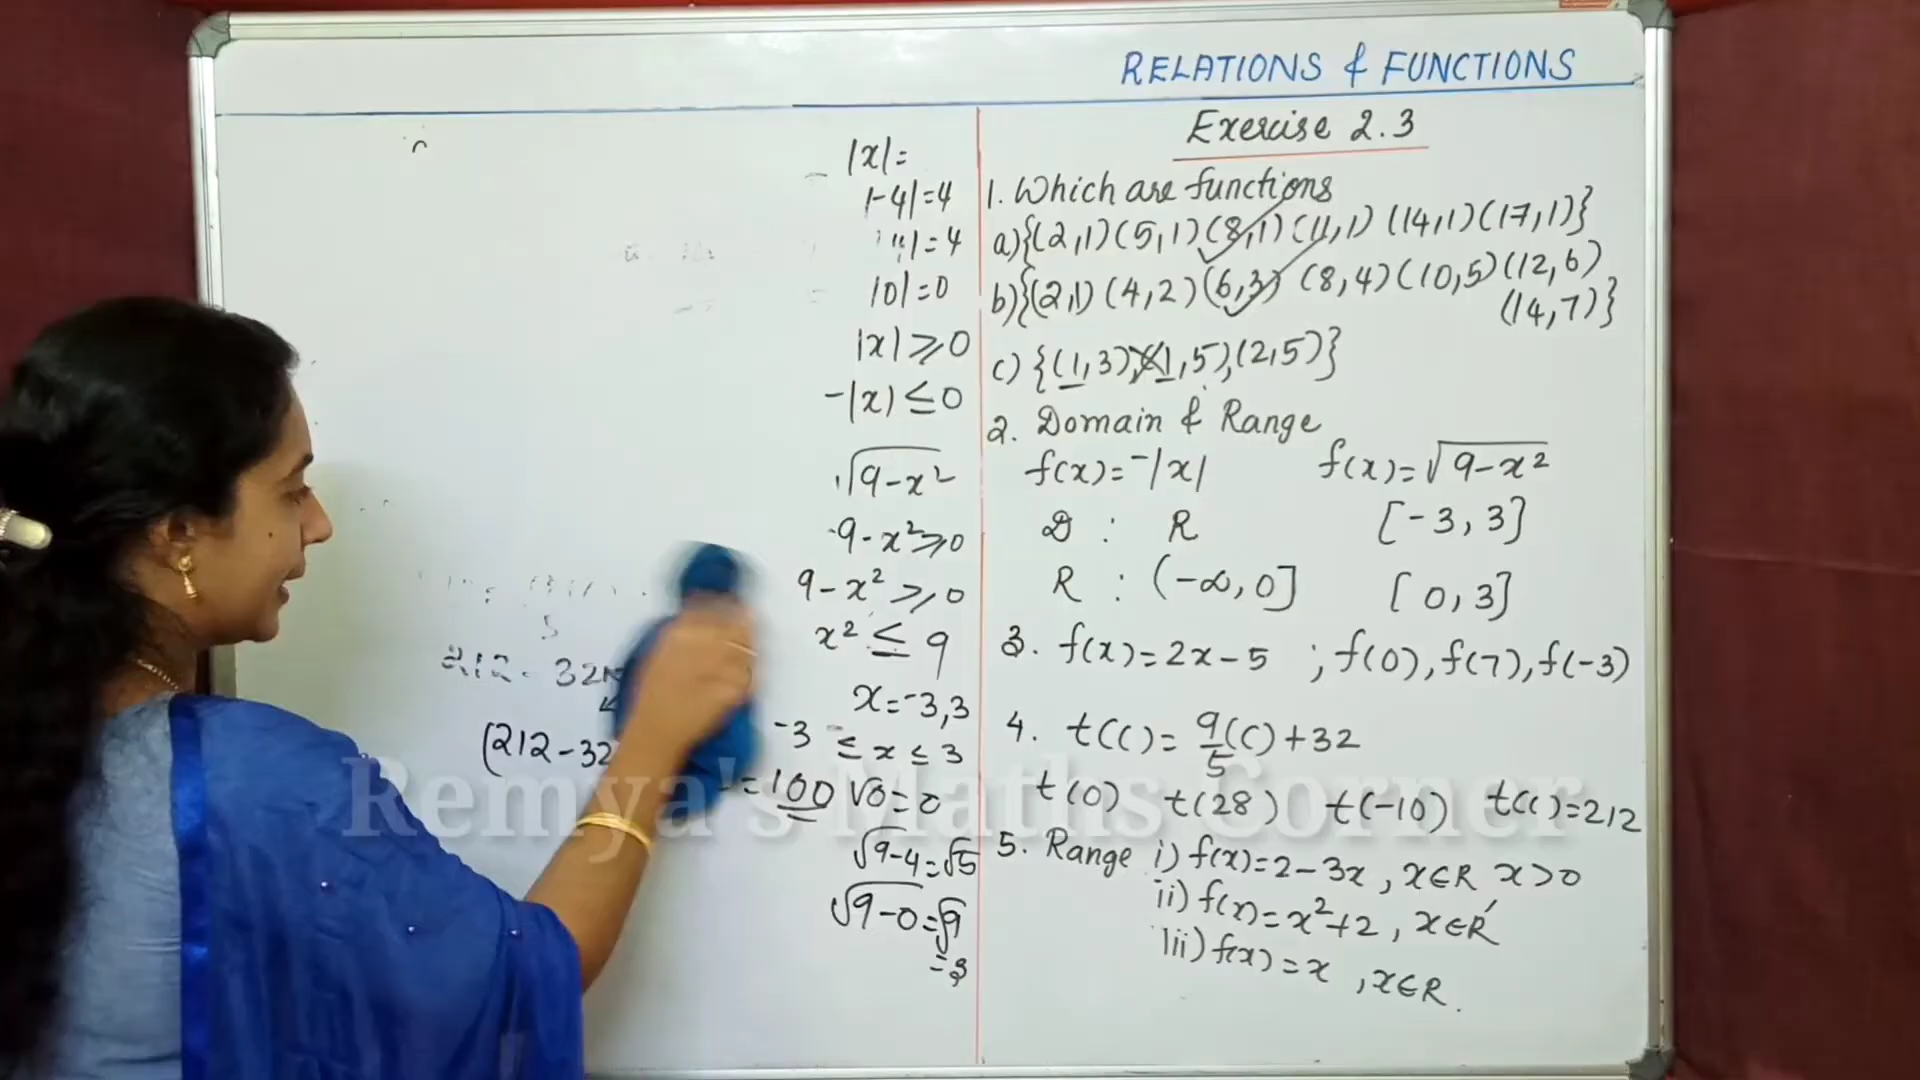 RELATIONS & FUNCTIONS
|x|=
|-4|=4
|4|=4
|0|=0
|x|⩾0
-|x|≤0
√9-x²
9-x²⩾0
9-x²⩾0
x²≤9
x=-3,3
-3 ≤ x ≤ 3
212- 32
(212-32
=100
√0=0
√9-4=√5
√9-0=√9
=3
Exercise 2.3
1. Which are functions
a){(2,1)(5,1)(8,1)(11,1)(14,1)(17,1)}
b){(2,1)(4,2)(6,3)(8,4)(10,5)(12,6)
(14,7)}
c) {(1,3),(1,5),(2,5)}
2. Domain & Range
f(x)=-|x| f(x)=√9-x²
D : R [-3,3]
R : (-∞,0] [0,3]
3. f(x)=2x-5 ; f(0), f(7), f(-3)
4. t(c)=9/5(c)+32
t(0) t(28) t(-10) t(c)=212
5. Range i) f(x)=2-3x, x∈R x>0
ii) f(x)=x²+2, x∈R
iii) f(x)=x, x∈R.
Remya's Maths Corner